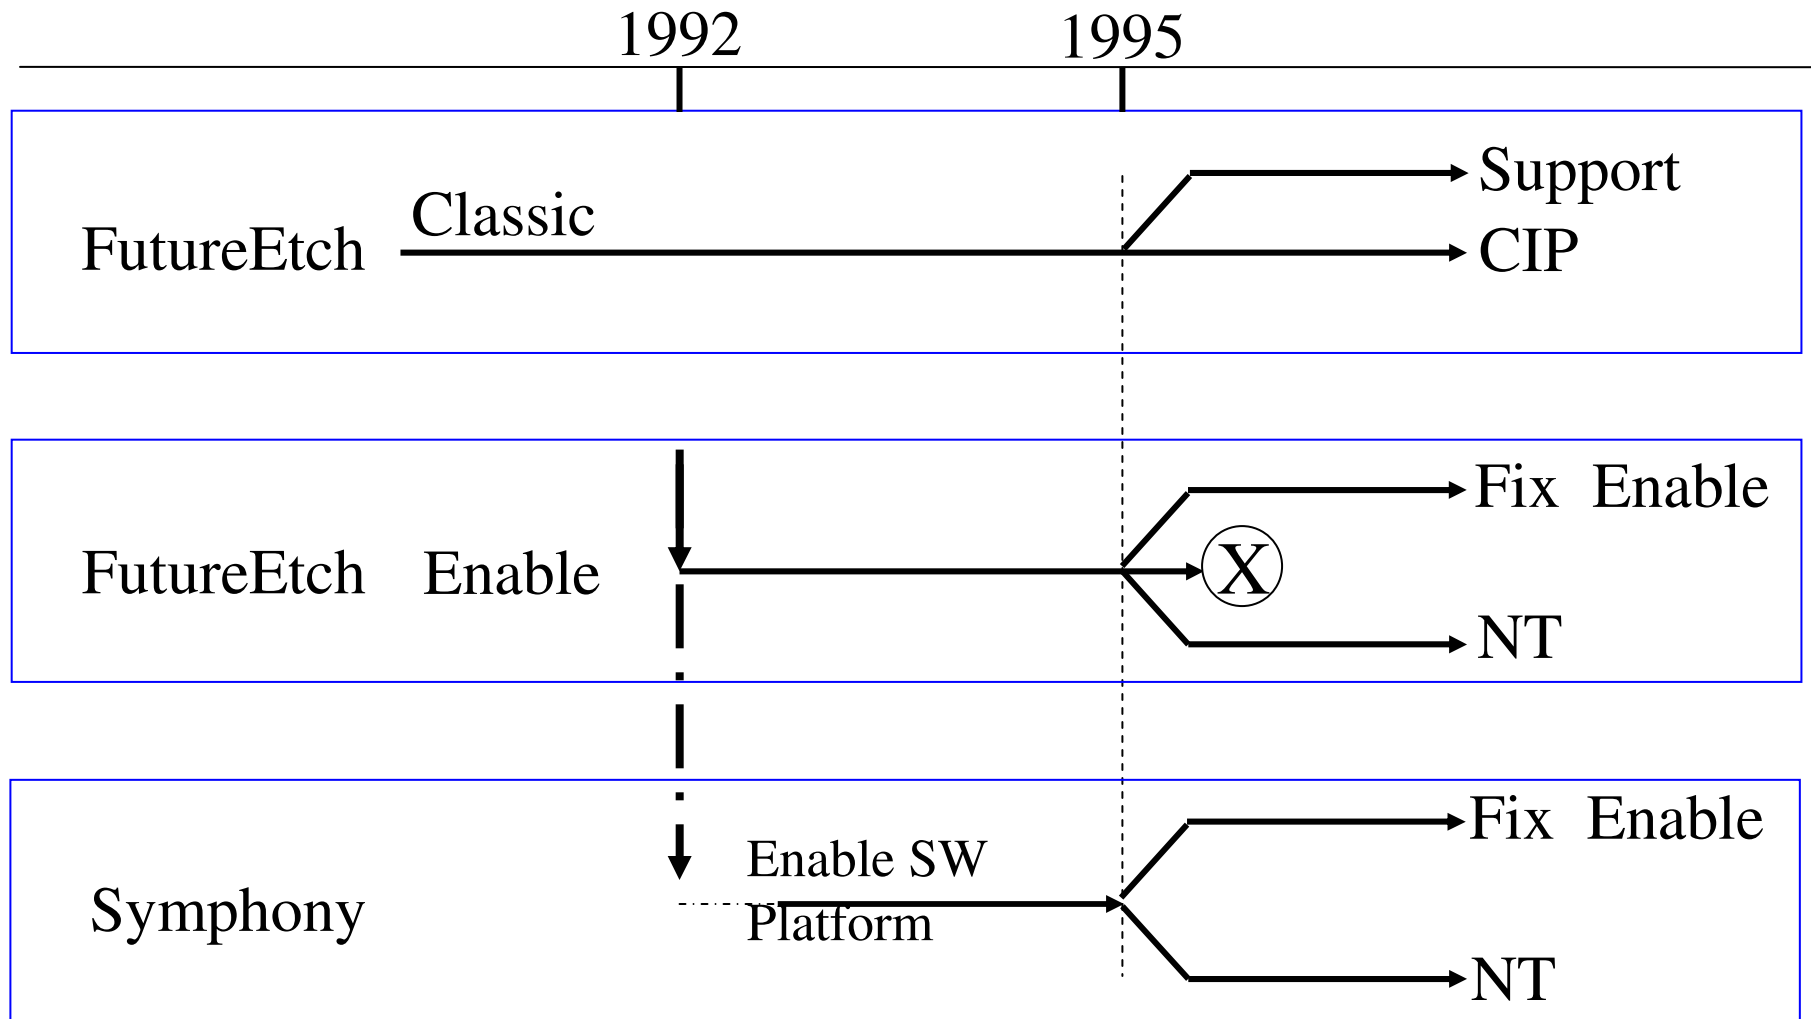 1992 1995
Support
Classic
FutureEtch CIP
Fix Enable
FutureEtch Enable X
NT
Fix Enable
Enable SW
Symphony Platform
NT